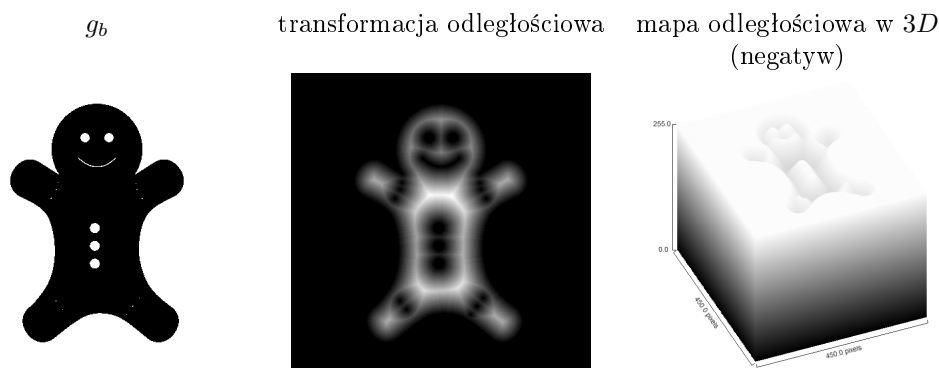 g_b
transformacja odległościowa
mapa odległościowa w 3D
(negatyw)
255.0
0.0
450.0 pixels
450.0 pixels